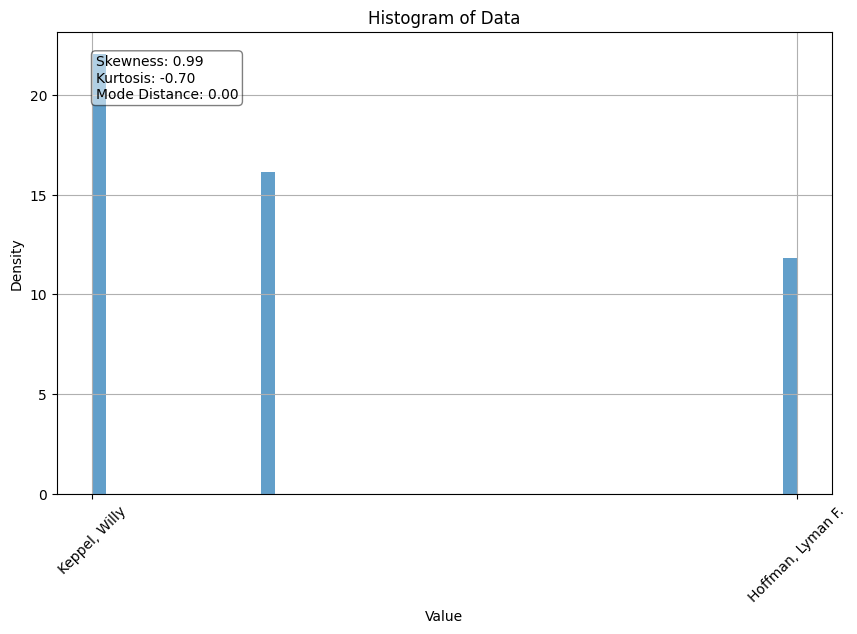 Histogram of Data
Skewness: 0.99
Kurtosis: -0.70
Mode Distance: 0.00
Density
20
15
10
5
0
Keppel, Willy
Hoffman, Lyman F.
Value